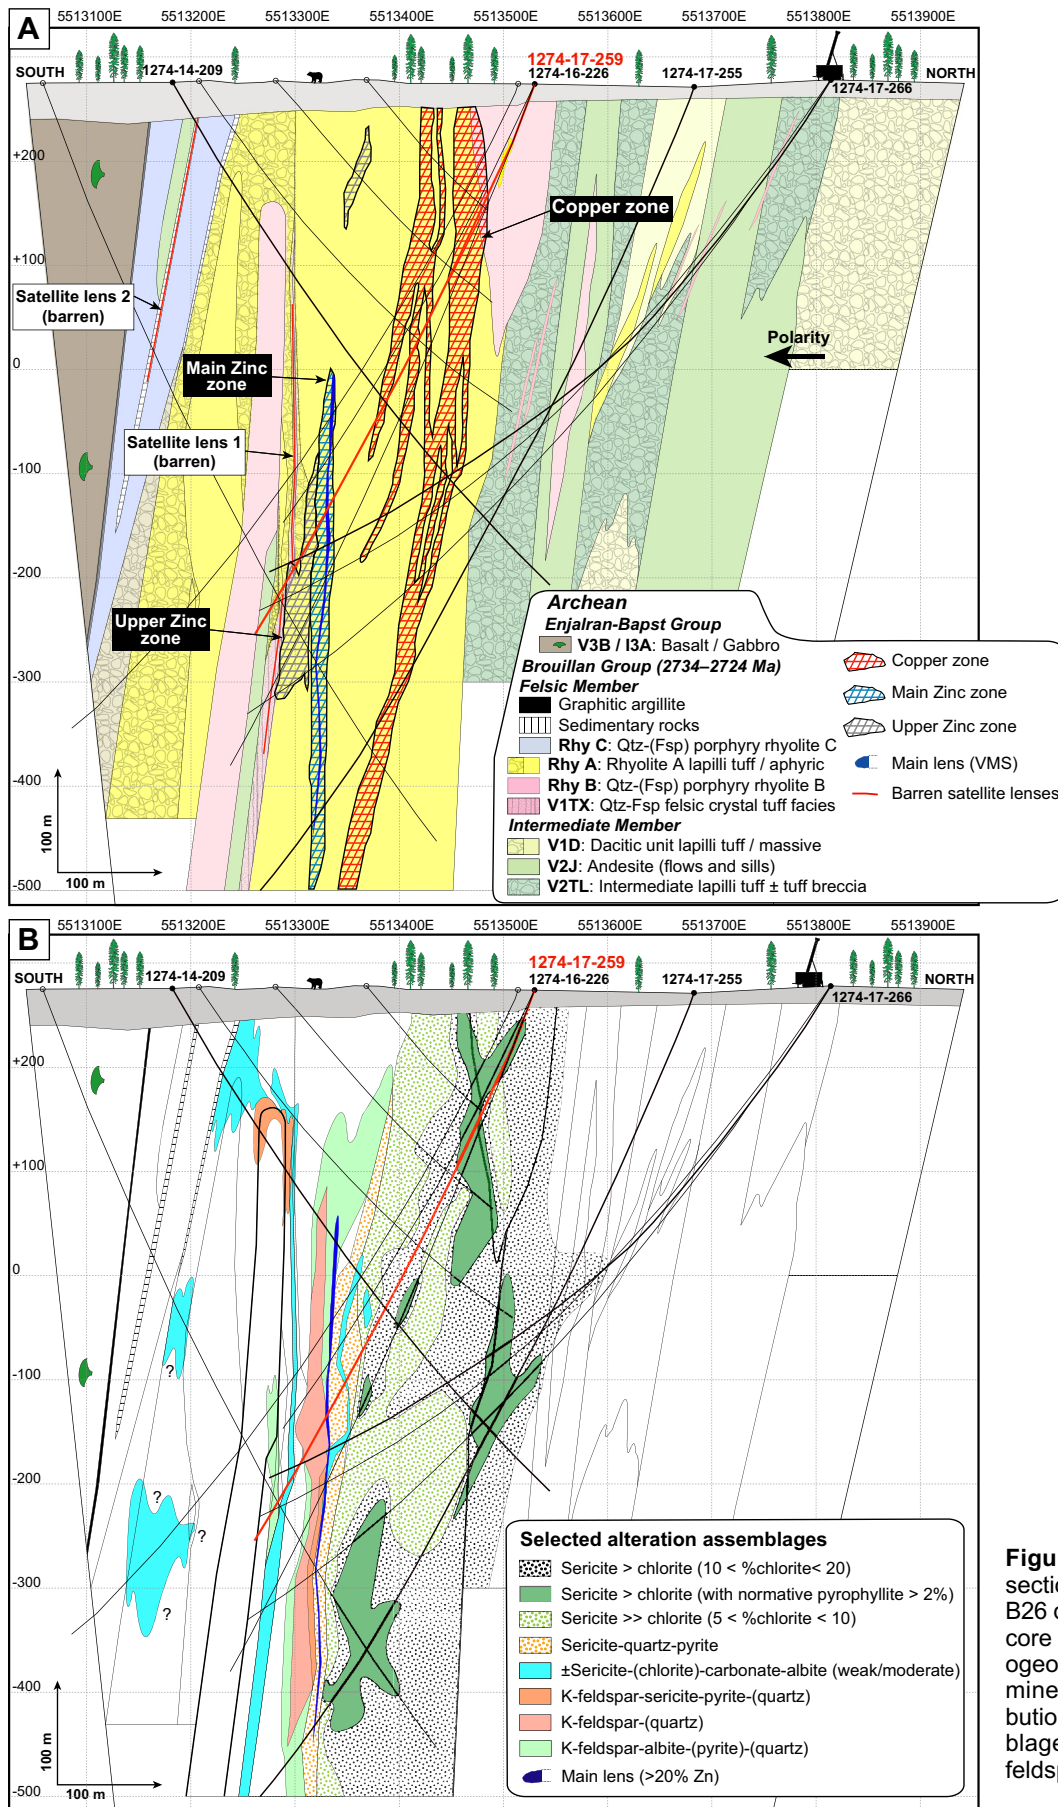 A
5513100E 5513200E 5513300E 5513400E 5513500E 5513600E 5513700E 5513800E 5513900E
SOUTH
1274-14-209
1274-17-259
1274-16-226
1274-17-255
1274-17-266
NORTH
+200
+100
0
-100
-200
-300
-400
-500
Copper zone
Satellite lens 2
(barren)
Main Zinc
zone
Satellite lens 1
(barren)
Upper Zinc
zone
Polarity
100 m
100 m
Archean
Enjalran-Bapst Group
V3B / I3A: Basalt / Gabbro
Brouillan Group (2734–2724 Ma)
Felsic Member
Graphitic argillite
Sedimentary rocks
Rhy C: Qtz-(Fsp) porphyry rhyolite C
Rhy A: Rhyolite A lapilli tuff / aphyric
Rhy B: Qtz-(Fsp) porphyry rhyolite B
V1TX: Qtz-Fsp felsic crystal tuff facies
Intermediate Member
V1D: Dacitic unit lapilli tuff / massive
V2J: Andesite (flows and sills)
V2TL: Intermediate lapilli tuff ± tuff breccia
Copper zone
Main Zinc zone
Upper Zinc zone
Main lens (VMS)
Barren satellite lenses
B
5513100E 5513200E 5513300E 5513400E 5513500E 5513600E 5513700E 5513800E 5513900E
SOUTH
1274-14-209
1274-17-259
1274-16-226
1274-17-255
1274-17-266
NORTH
+200
+100
0
-100
-200
-300
-400
-500
?
?
?
?
100 m
100 m
Selected alteration assemblages
Sericite > chlorite (10 < %chlorite< 20)
Sericite > chlorite (with normative pyrophyllite > 2%)
Sericite >> chlorite (5 < %chlorite < 10)
Sericite-quartz-pyrite
±Sericite-(chlorite)-carbonate-albite (weak/moderate)
K-feldspar-sericite-pyrite-(quartz)
K-feldspar-(quartz)
K-feldspar-albite-(pyrite)-(quartz)
Main lens (>20% Zn)
Figu
sectio
B26 d
core
ogeo
mine
butio
blage
feldsp